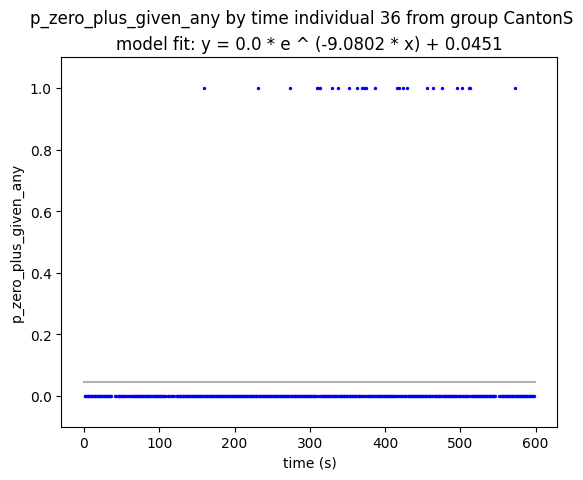 p_zero_plus_given_any by time individual 36 from group CantonS
model fit: y = 0.0 * e ^ (-9.0802 * x) + 0.0451
1.0
0.8
0.6
0.4
0.2
0.0
p_zero_plus_given_any
0 100 200 300 400 500 600
time (s)